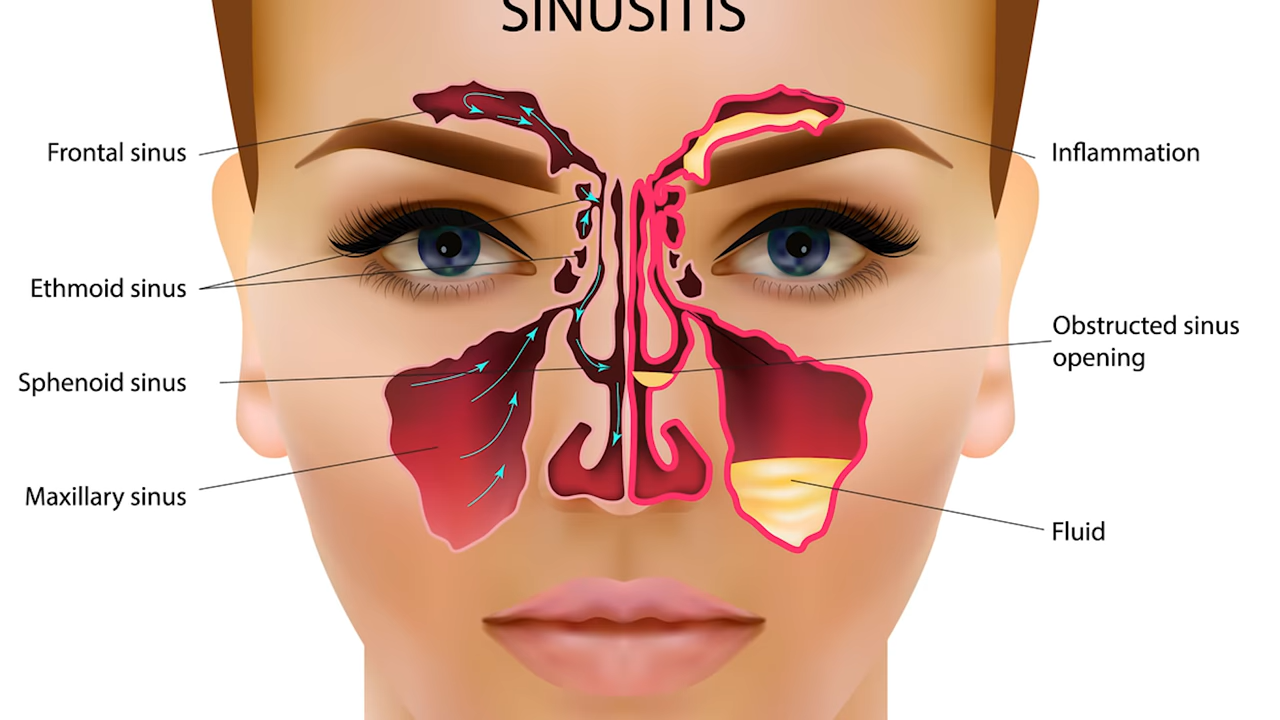 SINUSITIS
Frontal sinus
Inflammation
Ethmoid sinus
Obstructed sinus
opening
Sphenoid sinus
Maxillary sinus
Fluid